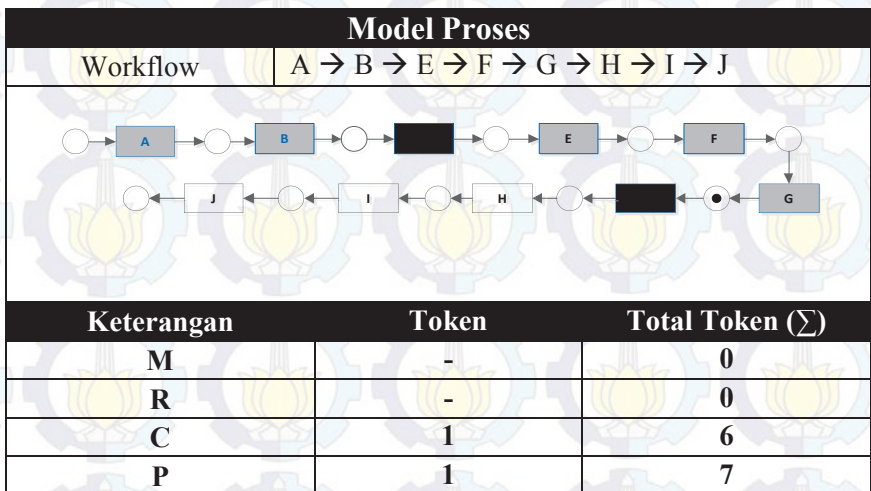 Model Proses
Workflow A → B → E → F → G → H → I → J
A B E F
J I H G
Keterangan Token Total Token (∑)
M - 0
R - 0
C 1 6
P 1 7